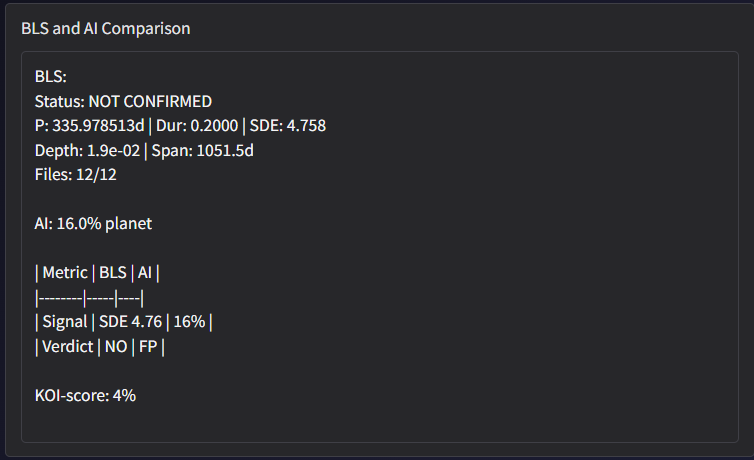 BLS and AI Comparison
BLS:
Status: NOT CONFIRMED
P: 335.978513d | Dur: 0.2000 | SDE: 4.758
Depth: 1.9e-02 | Span: 1051.5d
Files: 12/12
AI: 16.0% planet
| Metric | BLS | AI |
|--------|-----|----|
| Signal | SDE 4.76 | 16% |
| Verdict | NO | FP |
KOI-score: 4%